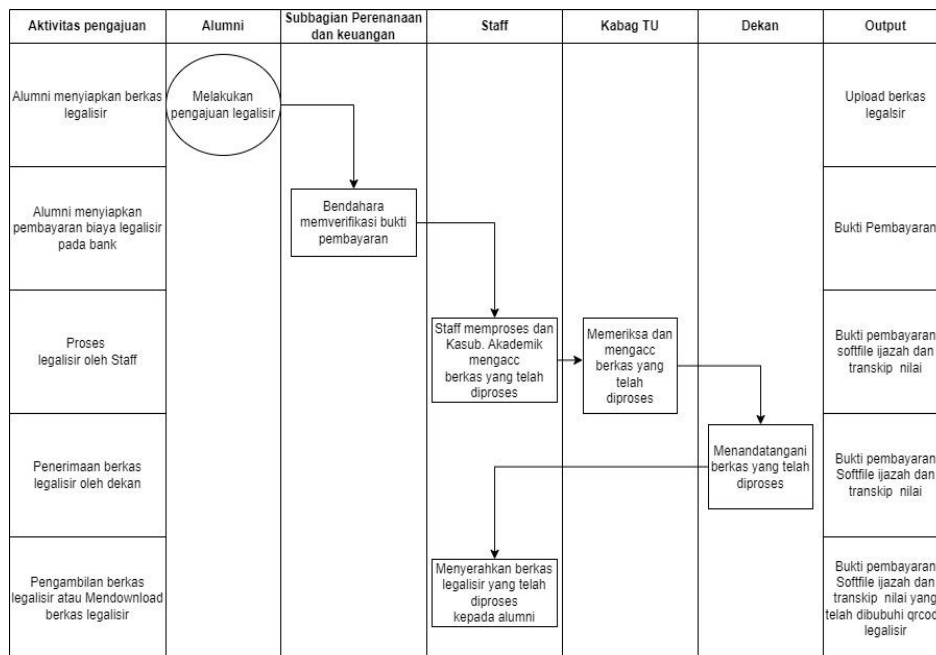 Aktivitas pengajuan
Alumni
Subbagian Perenanaan
dan keuangan
Staff
Kabag TU
Dekan
Output
Alumni menyiapkan berkas
legalisir
Melakukan
pengajuan legalisir
Upload berkas
legalsir
Alumni menyiapkan
pembayaran biaya legalisir
pada bank
Bendahara
memverifikasi bukti
pembayaran
Bukti Pembayaran
Proses
legalisir oleh Staff
Staff memproses dan
Kasub. Akademik
mengacc
berkas yang telah
diproses
Memeriksa dan
mengacc
berkas yang
telah
diproses
Bukti pembayaran
softfile ijazah dan
transkip nilai
Penerimaan berkas
legalisir oleh dekan
Menandatangani
berkas yang telah
diproses
Bukti pembayaran
Softfile ijazah dan
transkip nilai
Pengambilan berkas
legalisir atau Mendownload
berkas legalisir
Menyerahkan berkas
legalisir yang telah
diproses
kepada alumni
Bukti pembayaran
Softfile ijazah dan
transkip nilai yang
telah dibubuhi qrcod
legalisir